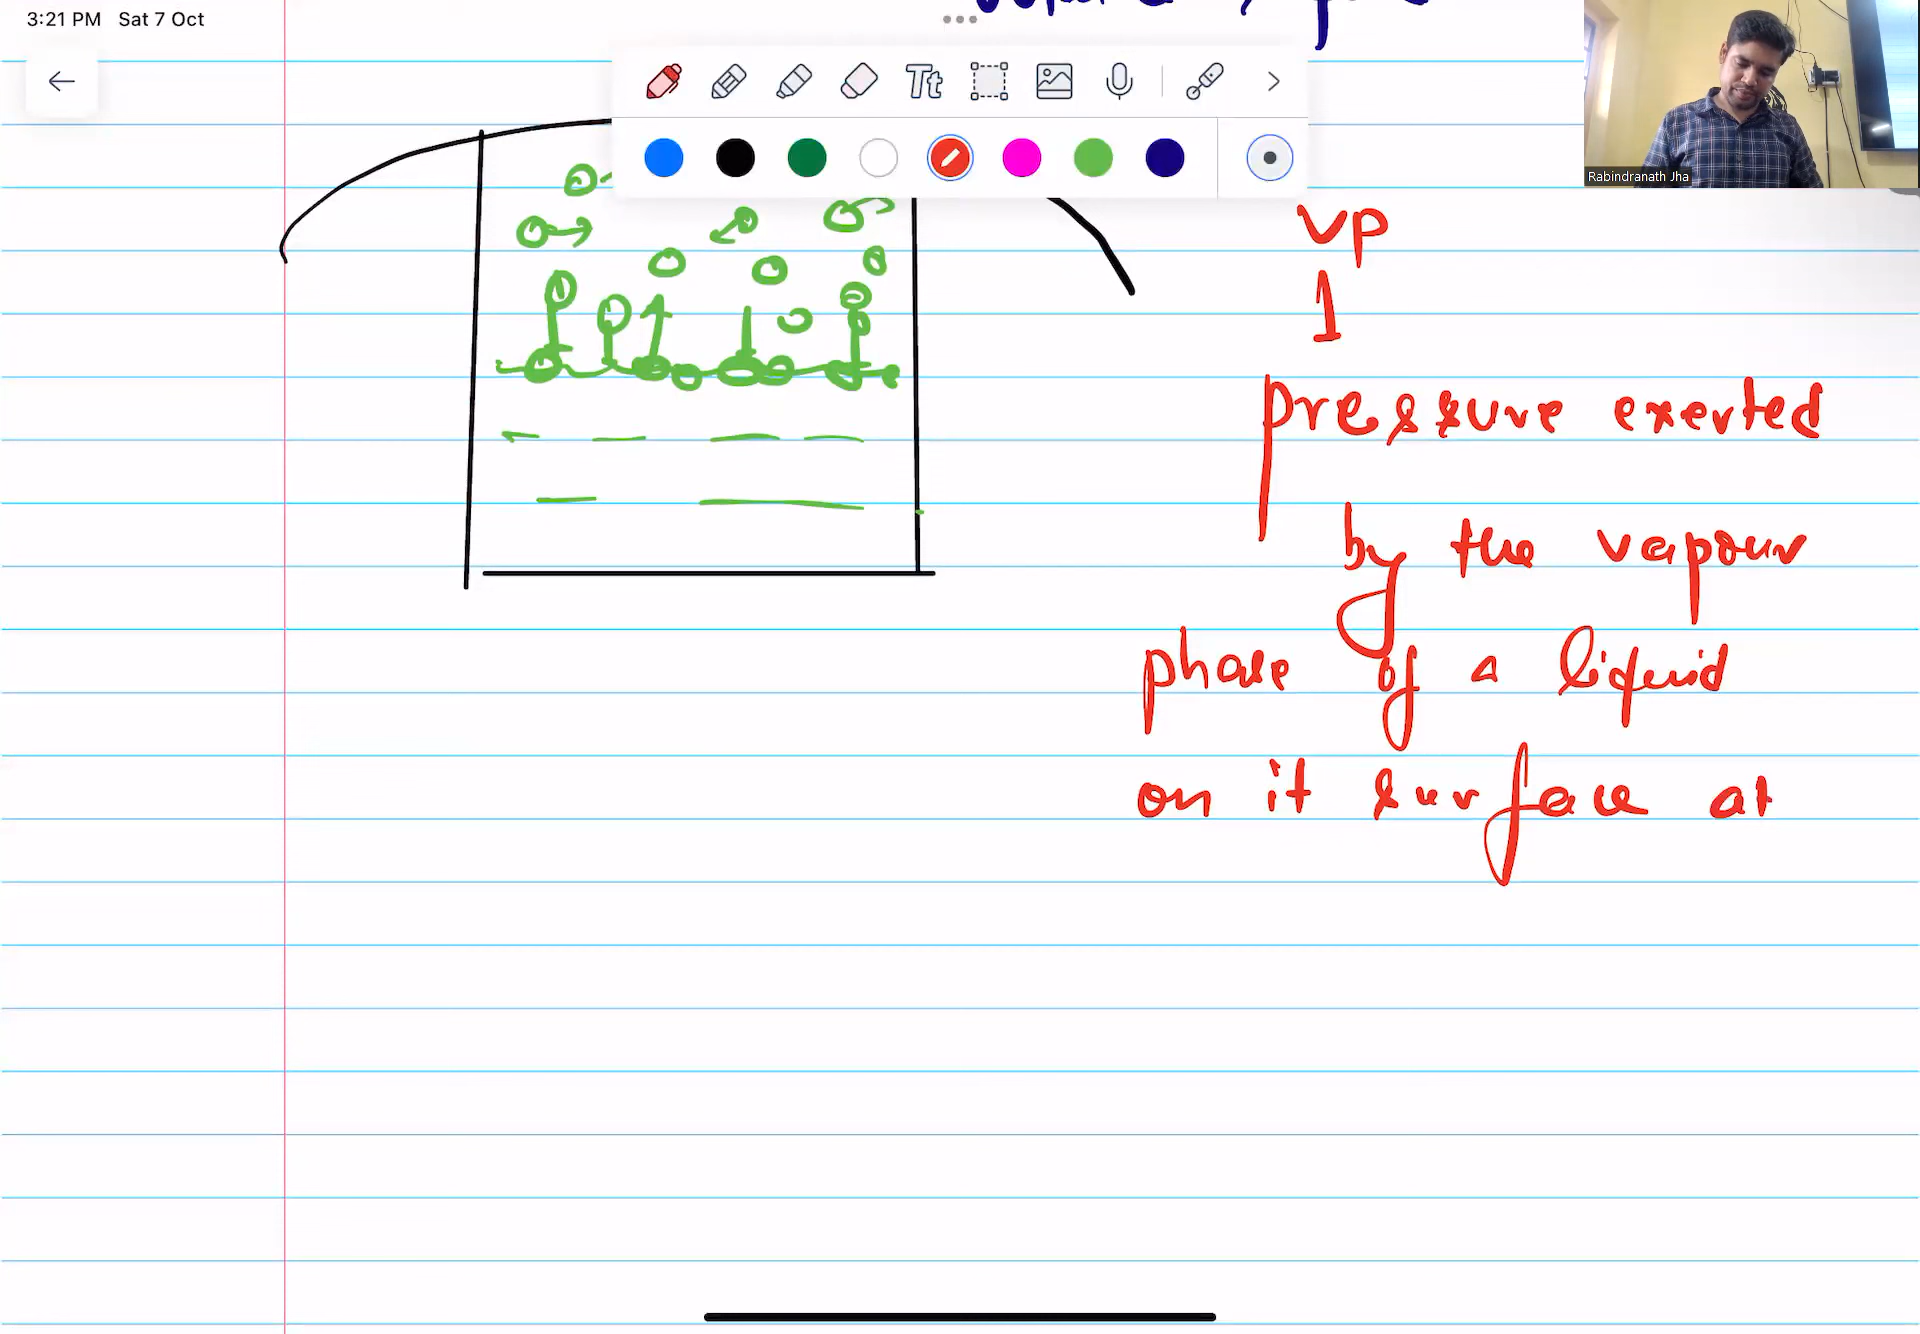 3:21 PM Sat 7 Oct
Tt
Rabindranath Jha
vp
pressure exerted
by the vapour
phase of a liquid
on it surface at